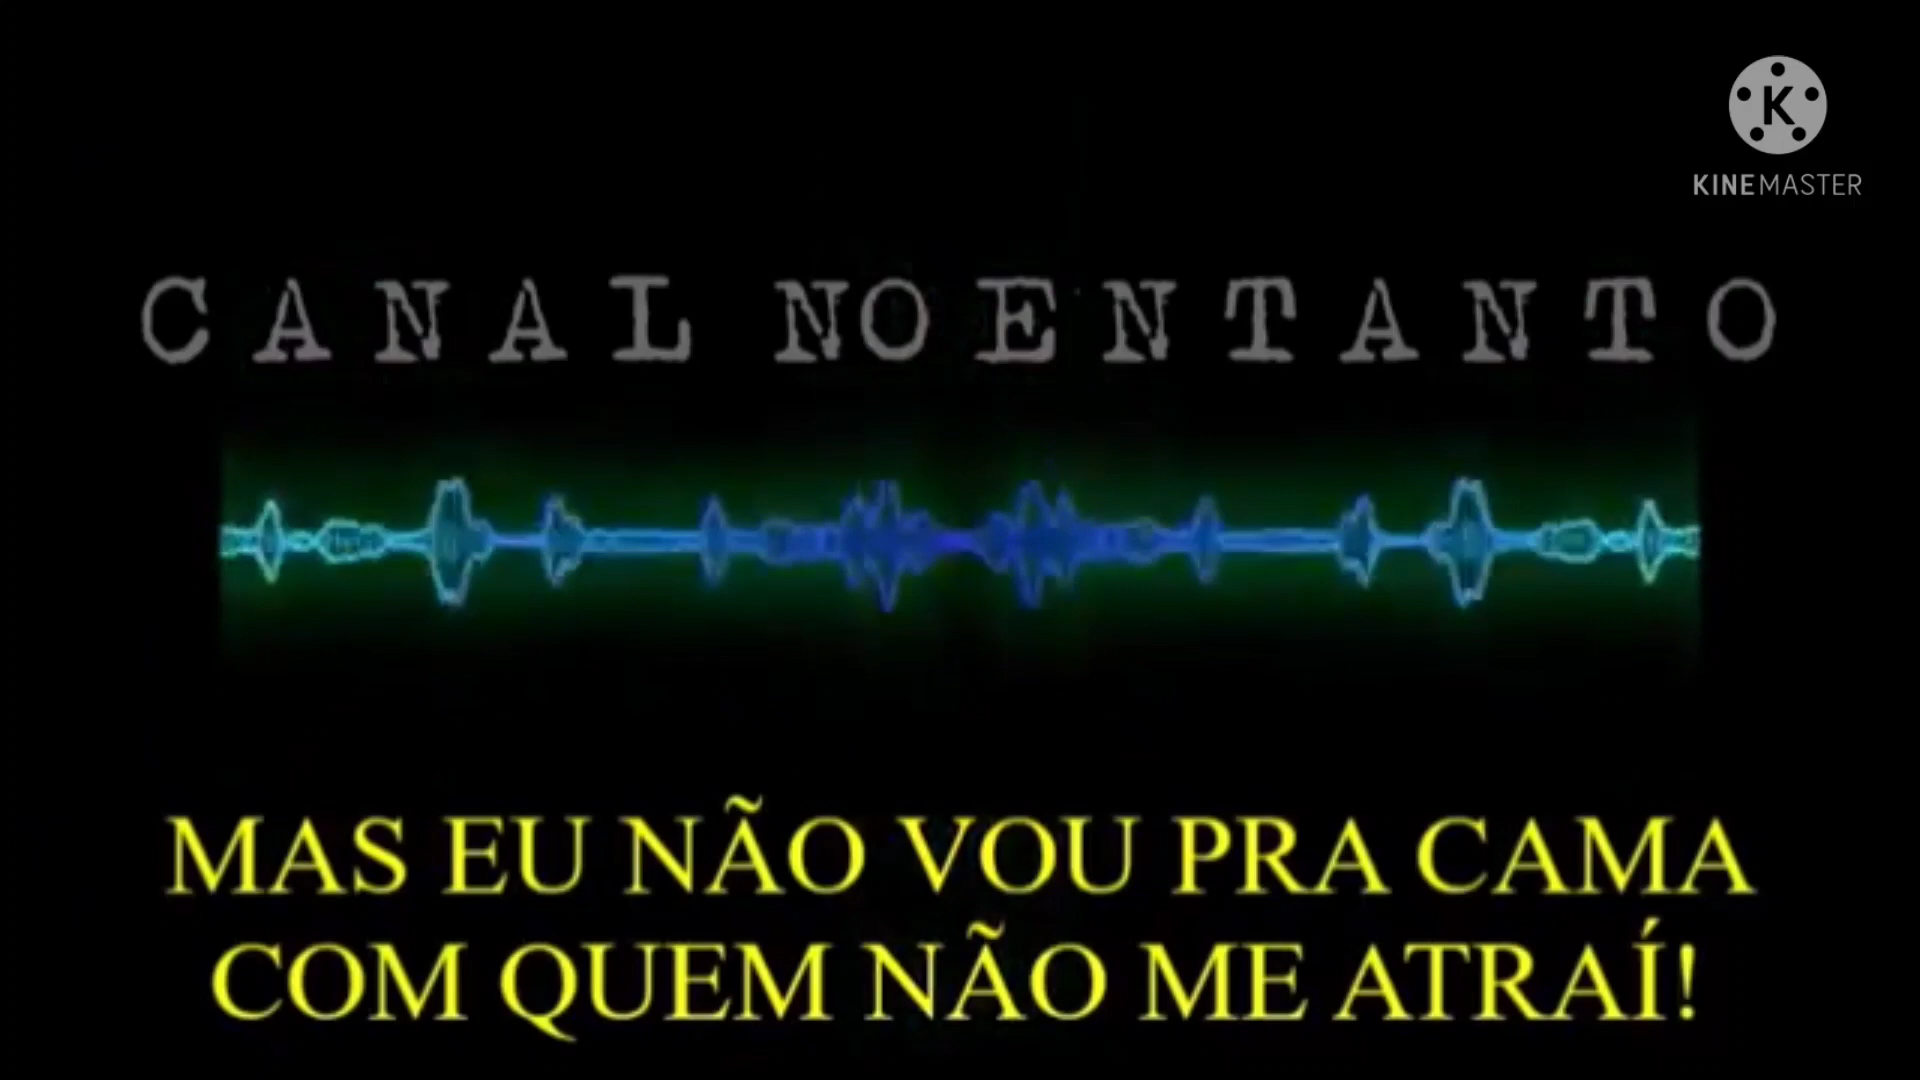 K
KINEMASTER
CANAL NOENTANTO
MAS EU NÃO VOU PRA CAMA
COM QUEM NÃO ME ATRAÍ!